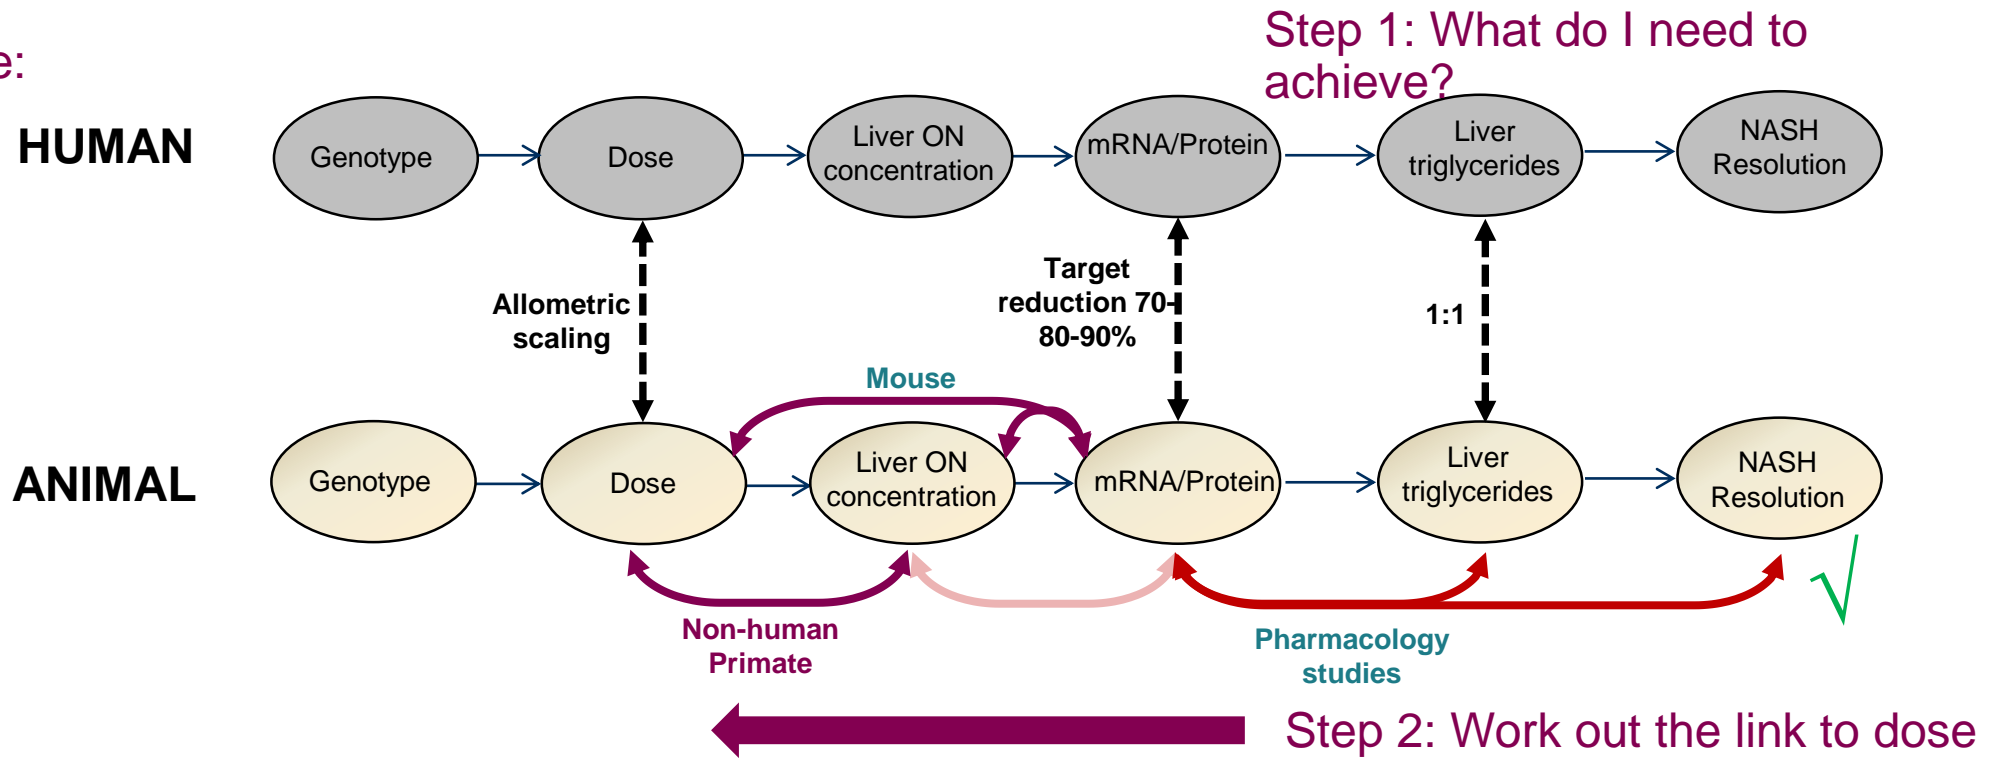 Step 1: What do I need to
achieve?
e:
HUMAN
Genotype
Dose
Liver ON
concentration
mRNA/Protein
Liver
triglycerides
NASH
Resolution
Allometric
scaling
Target
reduction 70-
80-90%
1:1
Mouse
ANIMAL
Genotype
Dose
Liver ON
concentration
mRNA/Protein
Liver
triglycerides
NASH
Resolution
Non-human
Primate
Pharmacology
studies
Step 2: Work out the link to dose